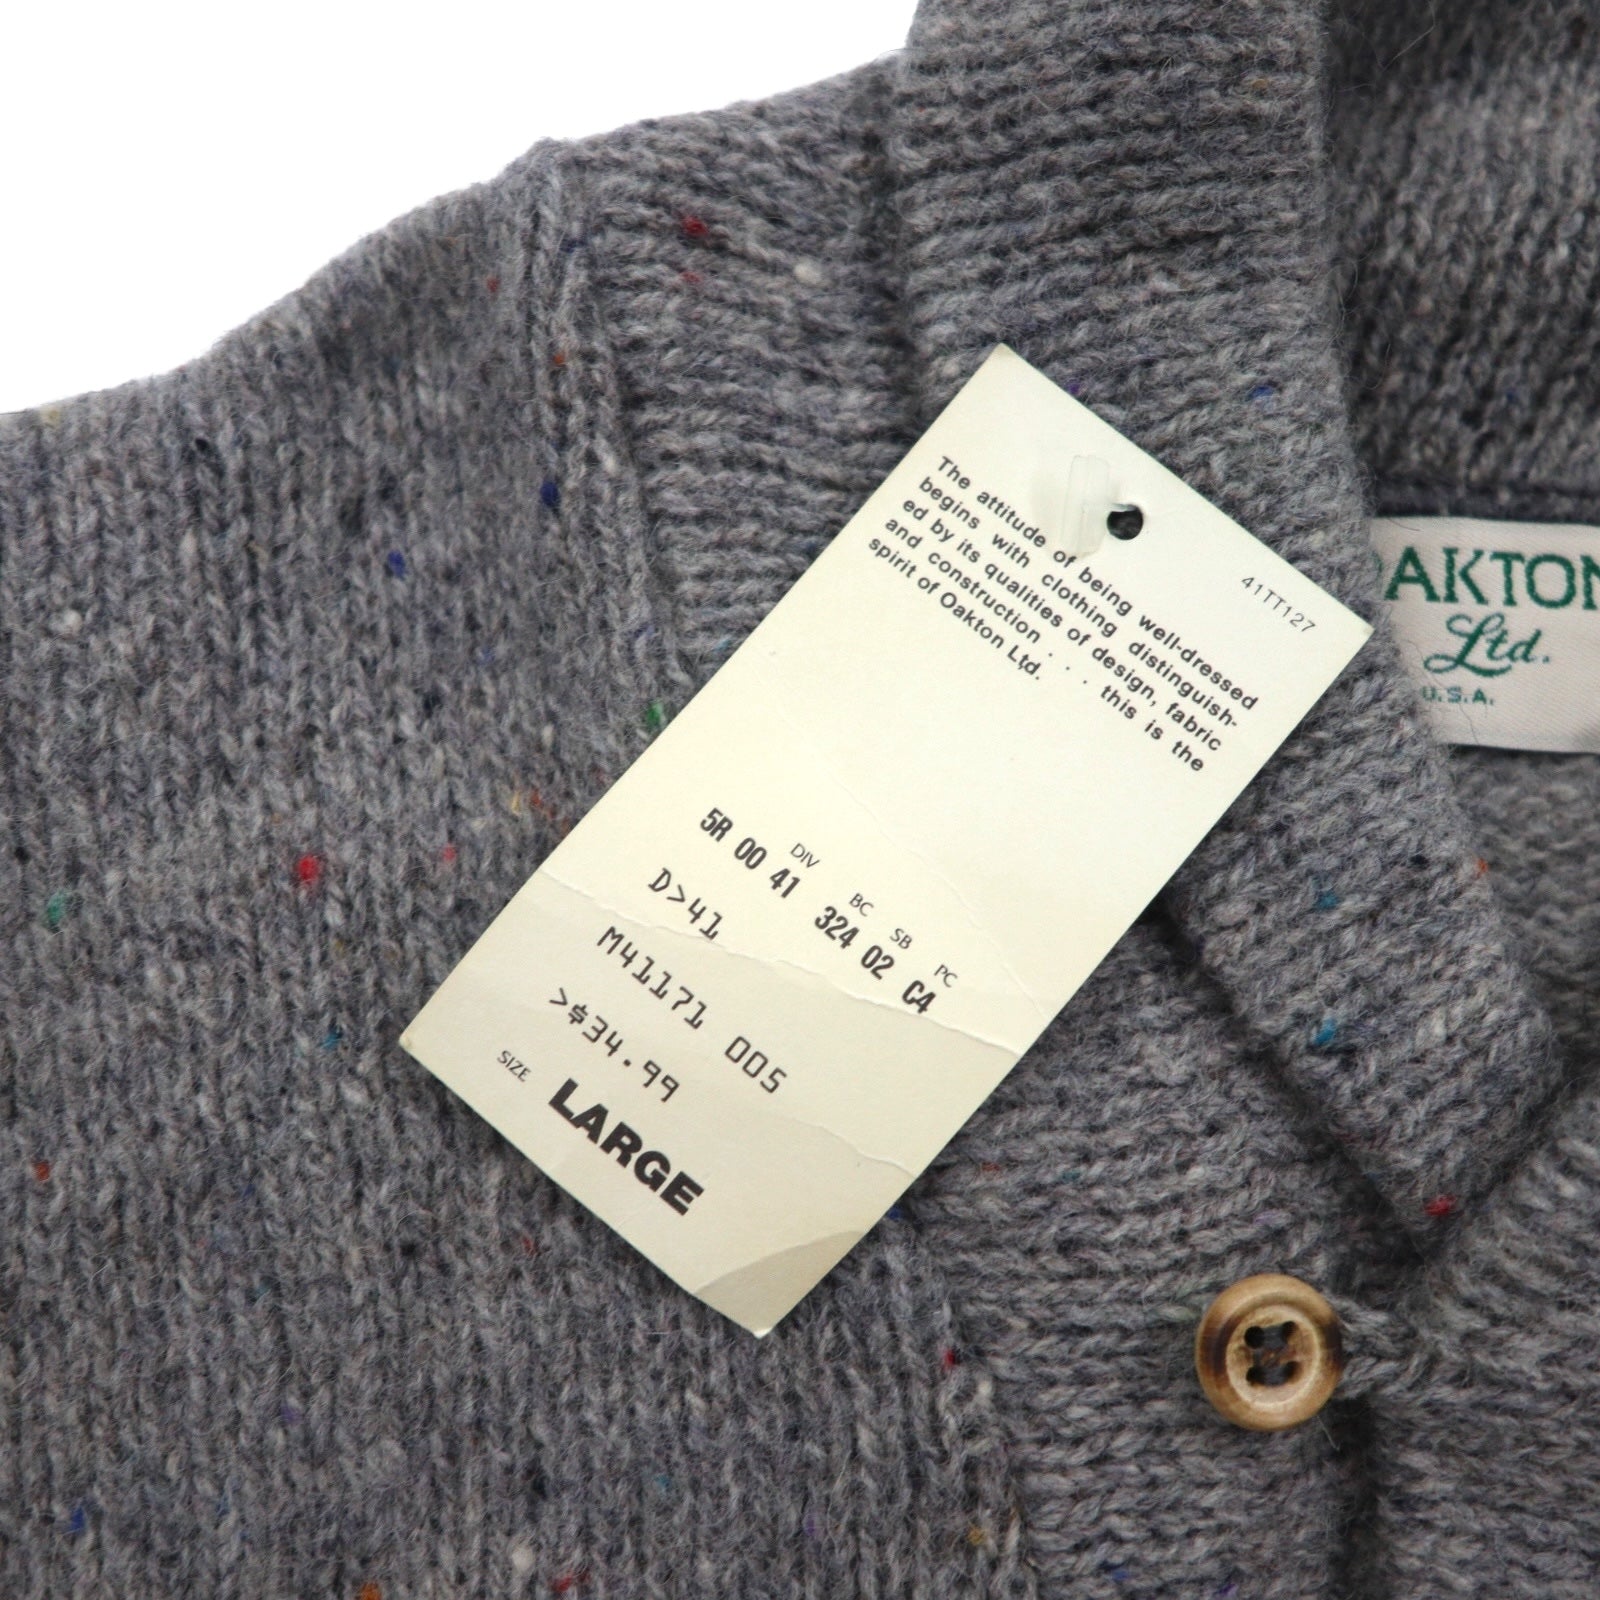 41TT127
The attitude of being well-dressed
begins with clothing distinguish-
ed by its qualities of design, fabric
and construction . . . this is the
spirit of Oakton Ltd.
DIV BC SB PC
5R 00 41 324 02 C4
D>41
M41171 005
>$34.99
SIZE LARGE
OAKTON
Ltd.
U.S.A.